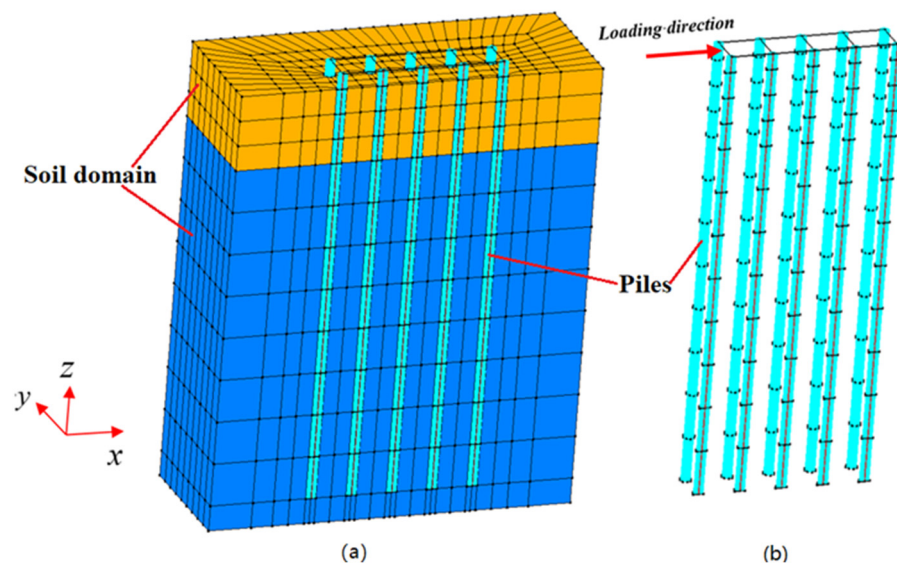 Loading-direction
Soil domain
Piles
z
y
x
(a)
(b)